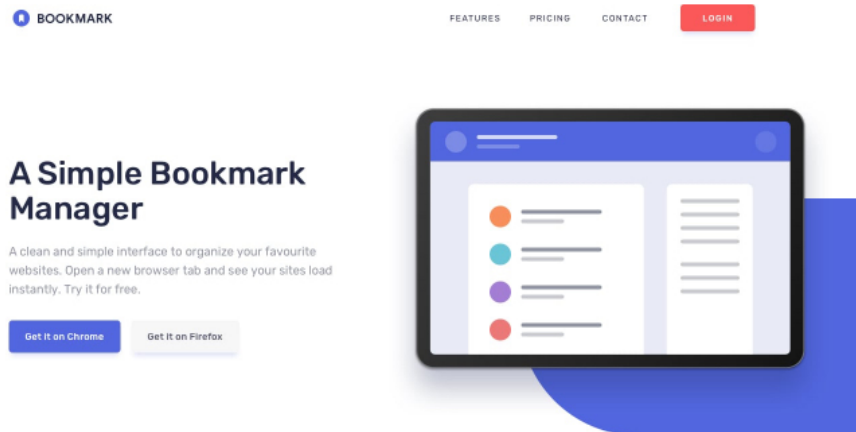 BOOKMARK
FEATURES PRICING CONTACT LOGIN
A Simple Bookmark
Manager
A clean and simple interface to organize your favourite
websites. Open a new browser tab and see your sites load
instantly. Try it for free.
Get It on Chrome Get It on Firefox